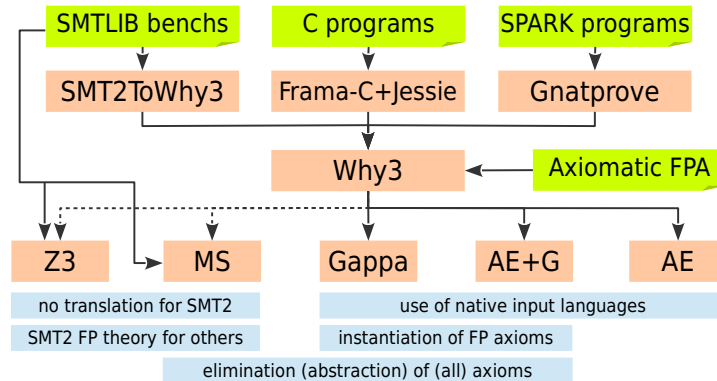 SMTLIB benchs
C programs
SPARK programs
SMT2ToWhy3
Frama-C+Jessie
Gnatprove
Why3
Axiomatic FPA
Z3
MS
Gappa
AE+G
AE
no translation for SMT2
use of native input languages
SMT2 FP theory for others
instantiation of FP axioms
elimination (abstraction) of (all) axioms